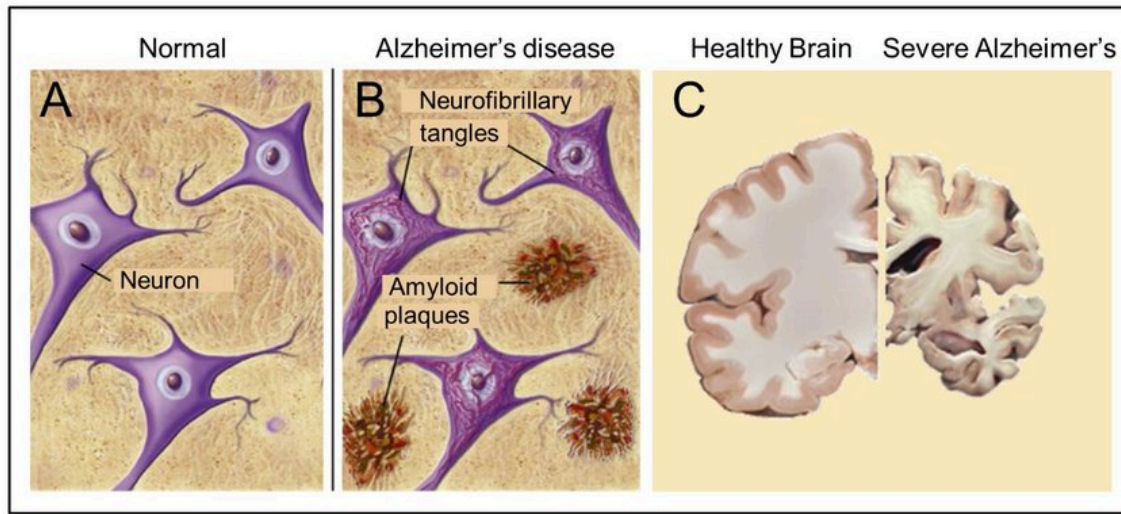 Normal
Alzheimer's disease
Healthy Brain
Severe Alzheimer's
A
Neuron
B
Neurofibrillary
tangles
Amyloid
plaques
C